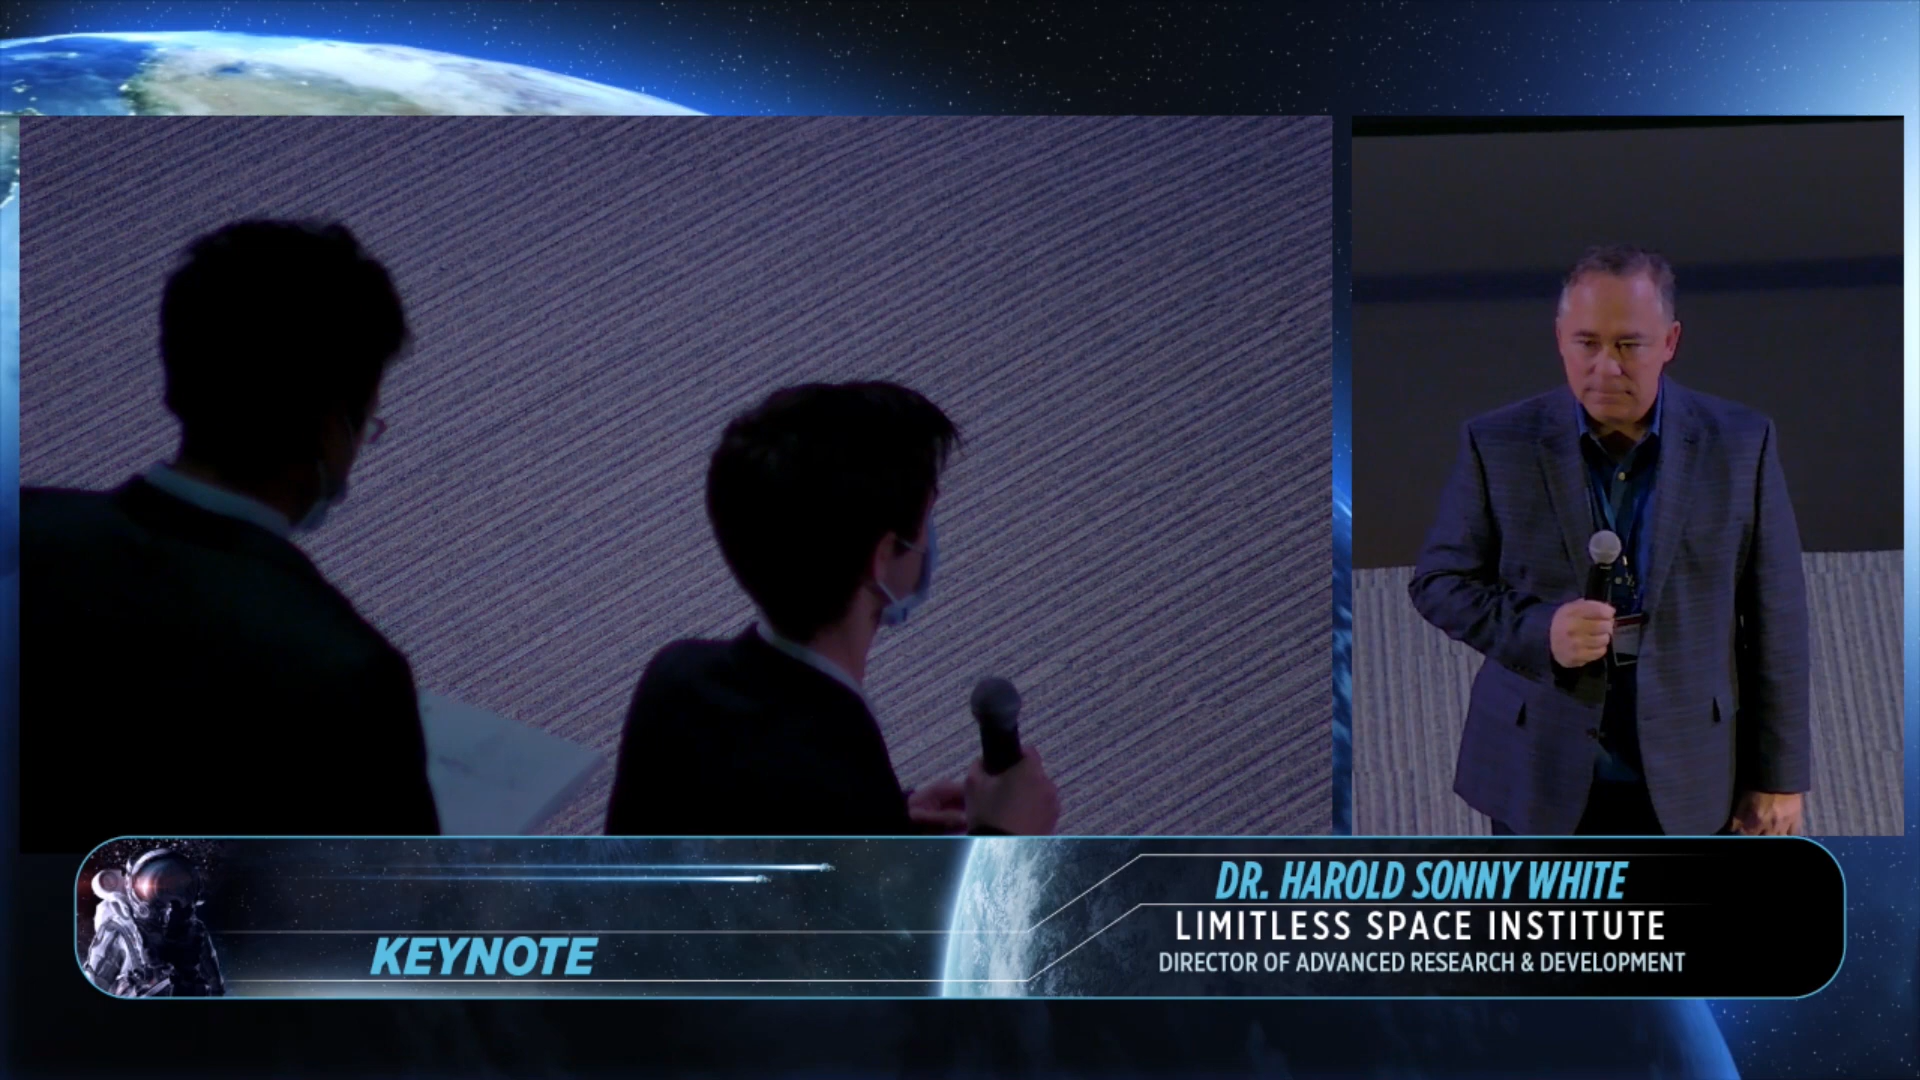 KEYNOTE
DR. HAROLD SONNY WHITE
LIMITLESS SPACE INSTITUTE
DIRECTOR OF ADVANCED RESEARCH & DEVELOPMENT